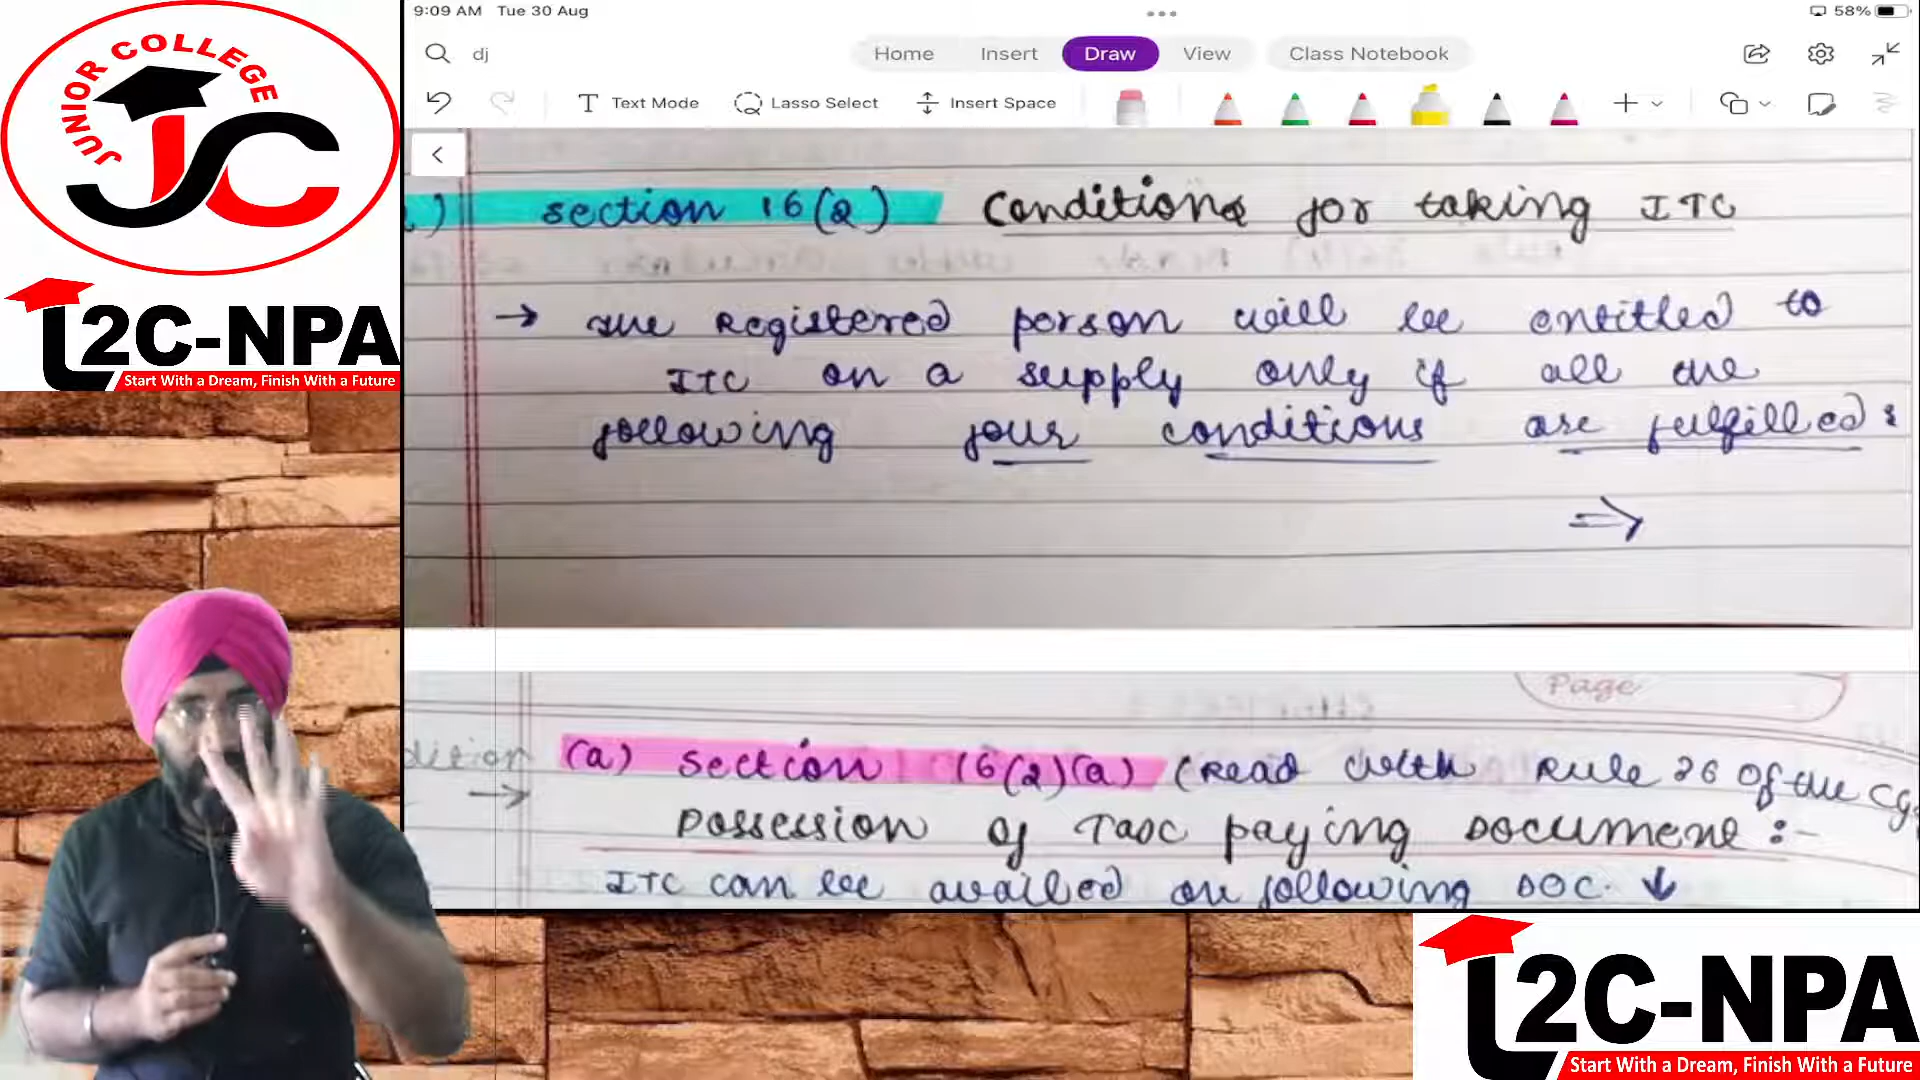 JUNIOR COLLEGE
JC
L2C-NPA
Start With a Dream, Finish With a Future
9:09 AM Tue 30 Aug
58%
dj
Home Insert Draw View Class Notebook
Text Mode Lasso Select Insert Space
section 16(2) Conditions for taking ITC
→ The Registered person will be entitled to
ITC on a supply only if all the
following four conditions are fulfilled:
⇒
Page
(a) Section 16(2)(a) (Read with Rule 36 of the CG
→
Possession of Tax paying Document :-
ITC can be availed on following DOC. ↓
L2C-NPA
Start With a Dream, Finish With a Future